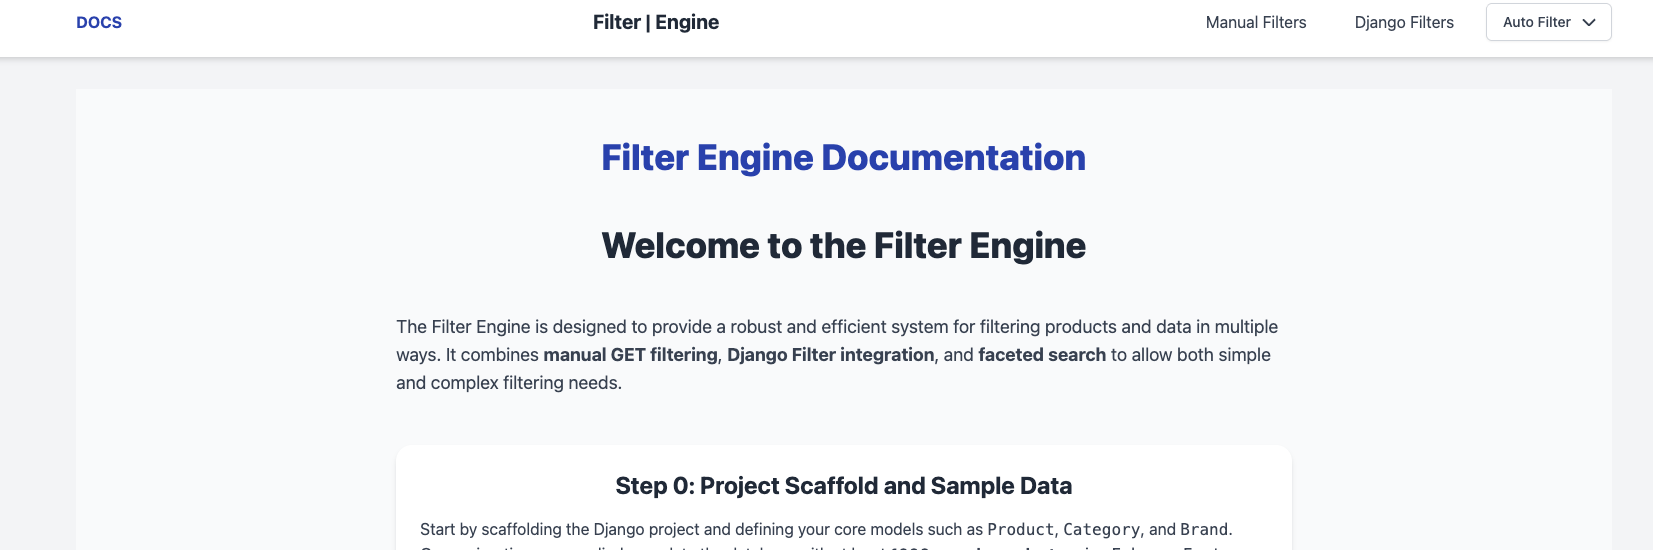 DOCS
Filter | Engine
Manual Filters
Django Filters
Auto Filter
Filter Engine Documentation
Welcome to the Filter Engine
The Filter Engine is designed to provide a robust and efficient system for filtering products and data in multiple
ways. It combines manual GET filtering, Django Filter integration, and faceted search to allow both simple
and complex filtering needs.
Step 0: Project Scaffold and Sample Data
Start by scaffolding the Django project and defining your core models such as Product, Category, and Brand.